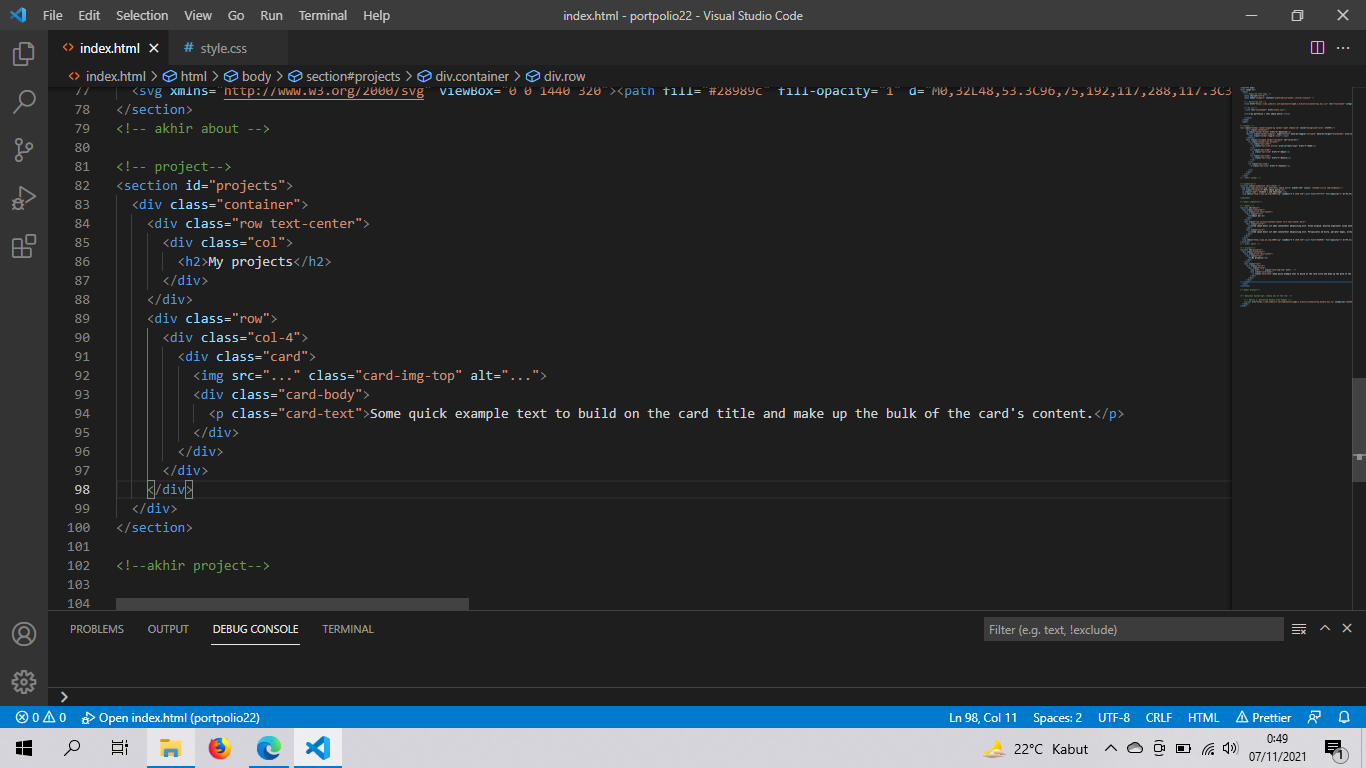 File Edit Selection View Go Run Terminal Help index.html - portpolio22 - Visual Studio Code
index.html style.css
index.html > html > body > section#projects > div.container > div.row
77 <svg xmlns="http://www.w3.org/2000/svg" viewBox="0 0 1440 320"><path fill="#28989c" fill-opacity="1" d="M0,32L48,53.3C96,75,192,117,288,117.3C3
78 </section>
79 <!-- akhir about -->
80
81 <!-- project-->
82 <section id="projects">
83 <div class="container">
84 <div class="row text-center">
85 <div class="col">
86 <h2>My projects</h2>
87 </div>
88 </div>
89 <div class="row">
90 <div class="col-4">
91 <div class="card">
92 <img src="..." class="card-img-top" alt="...">
93 <div class="card-body">
94 <p class="card-text">Some quick example text to build on the card title and make up the bulk of the card's content.</p>
95 </div>
96 </div>
97 </div>
98 </div>
99 </div>
100 </section>
101
102 <!--akhir project-->
103
104
PROBLEMS OUTPUT DEBUG CONSOLE TERMINAL Filter (e.g. text, !exclude)
0 0 Open index.html (portpolio22) Ln 98, Col 11 Spaces: 2 UTF-8 CRLF HTML Prettier
22°C Kabut 0:49
07/11/2021 1